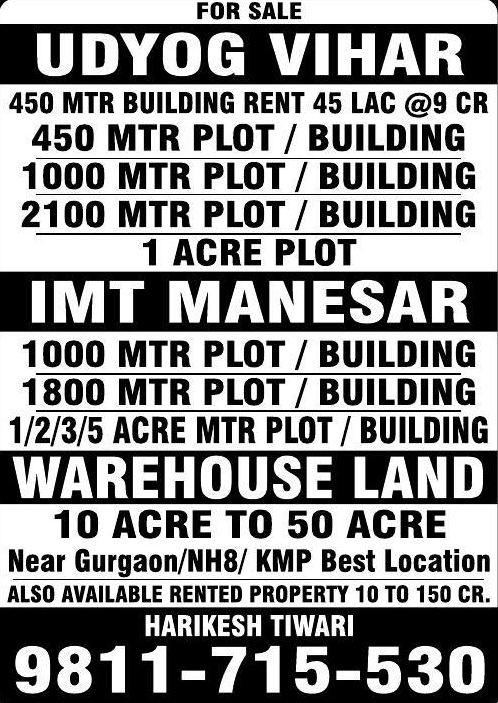 FOR SALE
UDYOG VIHAR
450 MTR BUILDING RENT 45 LAC @9 CR
450 MTR PLOT / BUILDING
1000 MTR PLOT / BUILDING
2100 MTR PLOT / BUILDING
1 ACRE PLOT
IMT MANESAR
1000 MTR PLOT / BUILDING
1800 MTR PLOT / BUILDING
1/2/3/5 ACRE MTR PLOT / BUILDING
WAREHOUSE LAND
10 ACRE TO 50 ACRE
Near Gurgaon/NH8/ KMP Best Location
ALSO AVAILABLE RENTED PROPERTY 10 TO 150 CR.
HARIKESH TIWARI
9811-715-530